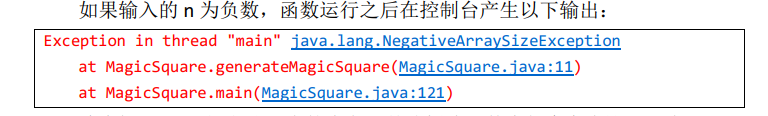 如果输入的 n 为负数，函数运行之后在控制台产生以下输出：
Exception in thread "main" java.lang.NegativeArraySizeException
at MagicSquare.generateMagicSquare(MagicSquare.java:11)
at MagicSquare.main(MagicSquare.java:121)